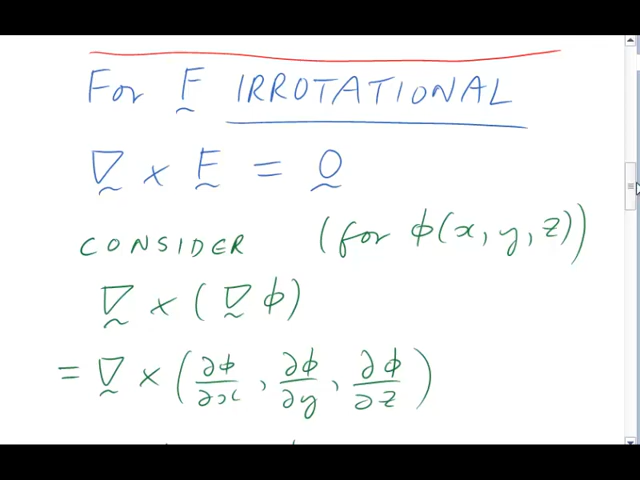 For F̰ IRROTATIONAL
∇̰ × F̰ = 0̰
CONSIDER (for ϕ(x, y, z))
∇̰ × (∇̰ ϕ)
= ∇̰ × (∂ϕ/∂x, ∂ϕ/∂y, ∂ϕ/∂z)